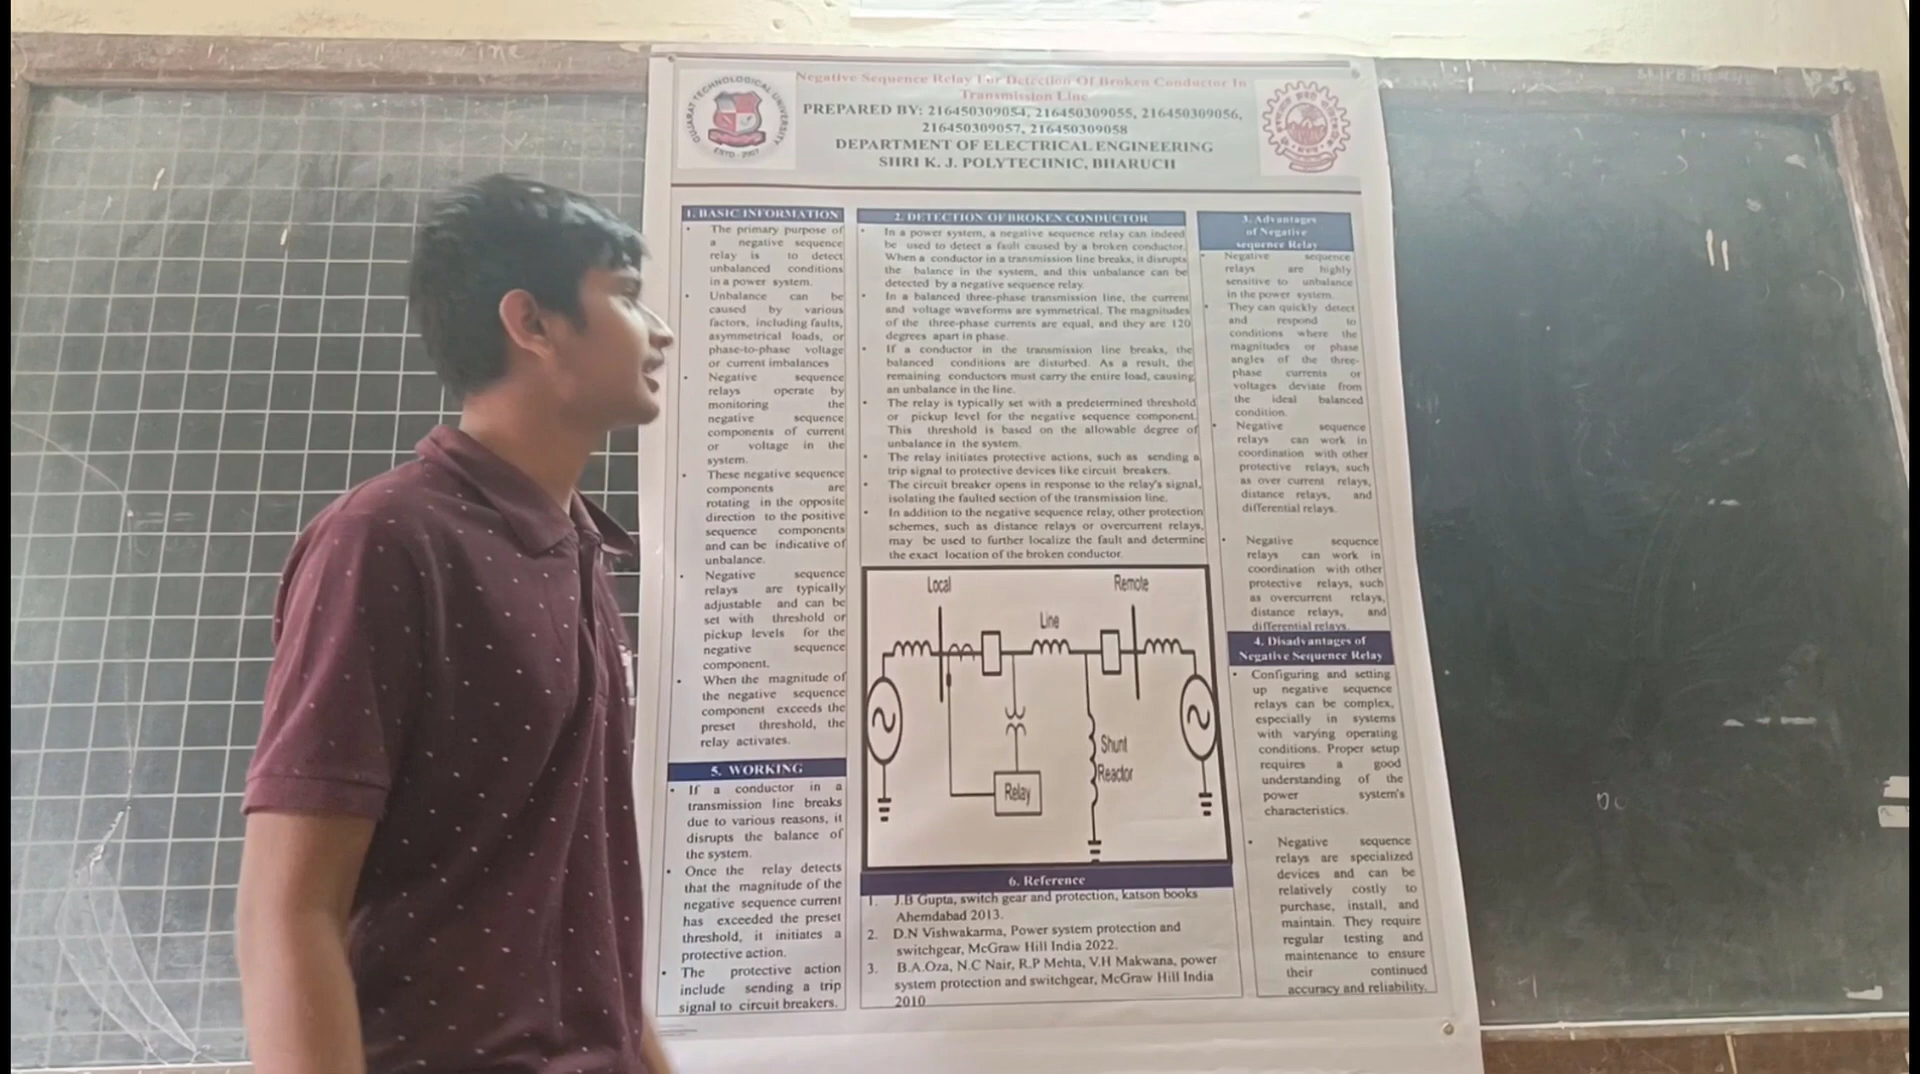 Negative Sequence Relay For Detection Of Broken Conductor In
Transmission Line
PREPARED BY: 216450309054, 216450309055, 216450309056,
216450309057, 216450309058
DEPARTMENT OF ELECTRICAL ENGINEERING
SHRI K. J. POLYTECHNIC, BHARUCH
GUJARAT TECHNOLOGICAL UNIVERSITY
ESTD - 2007
1. BASIC INFORMATION
• The primary purpose of
a negative sequence
relay is to detect
unbalanced conditions
in a power system.
• Unbalance can be
caused by various
factors, including faults,
asymmetrical loads, or
phase-to-phase voltage
or current imbalances
• Negative sequence
relays operate by
monitoring the
negative sequence
components of current
or voltage in the
system.
• These negative sequence
components are
rotating in the opposite
direction to the positive
sequence components
and can be indicative of
unbalance.
• Negative sequence
relays are typically
adjustable and can be
set with threshold or
pickup levels for the
negative sequence
component.
• When the magnitude of
the negative sequence
component exceeds the
preset threshold, the
relay activates.
5. WORKING
• If a conductor in a
transmission line breaks
due to various reasons, it
disrupts the balance of
the system.
• Once the relay detects
that the magnitude of the
negative sequence current
has exceeded the preset
threshold, it initiates a
protective action.
• The protective action
include sending a trip
signal to circuit breakers.
2. DETECTION OF BROKEN CONDUCTOR
• In a power system, a negative sequence relay can indeed
be used to detect a fault caused by a broken conductor.
When a conductor in a transmission line breaks, it disrupts
the balance in the system, and this unbalance can be
detected by a negative sequence relay.
• In a balanced three-phase transmission line, the current
and voltage waveforms are symmetrical. The magnitudes
of the three-phase currents are equal, and they are 120
degrees apart in phase.
• If a conductor in the transmission line breaks, the
balanced conditions are disturbed. As a result, the
remaining conductors must carry the entire load, causing
an unbalance in the line.
• The relay is typically set with a predetermined threshold
or pickup level for the negative sequence component.
This threshold is based on the allowable degree of
unbalance in the system.
• The relay initiates protective actions, such as sending a
trip signal to protective devices like circuit breakers.
• The circuit breaker opens in response to the relay's signal,
isolating the faulted section of the transmission line.
• In addition to the negative sequence relay, other protection
schemes, such as distance relays or overcurrent relays,
may be used to further localize the fault and determine
the exact location of the broken conductor.
Local
Remote
Line
Shunt
Reactor
Relay
6. Reference
1. J.B Gupta, switch gear and protection, katson books
Ahemdabad 2013.
2. D.N Vishwakarma, Power system protection and
switchgear, McGraw Hill India 2022.
3. B.A.Oza, N.C Nair, R.P Mehta, V.H Makwana, power
system protection and switchgear, McGraw Hill India
2010
3. Advantages
of Negative
sequence Relay
• Negative sequence
relays are highly
sensitive to unbalance
in the power system.
• They can quickly detect
and respond to
conditions where the
magnitudes or phase
angles of the three-
phase currents or
voltages deviate from
the ideal balanced
condition.
• Negative sequence
relays can work in
coordination with other
protective relays, such
as over current relays,
distance relays, and
differential relays.
• Negative sequence
relays can work in
coordination with other
protective relays, such
as overcurrent relays,
distance relays, and
differential relays.
4. Disadvantages of
Negative Sequence Relay
• Configuring and setting
up negative sequence
relays can be complex,
especially in systems
with varying operating
conditions. Proper setup
requires a good
understanding of the
power system's
characteristics.
• Negative sequence
relays are specialized
devices and can be
relatively costly to
purchase, install, and
maintain. They require
regular testing and
maintenance to ensure
their continued
accuracy and reliability.